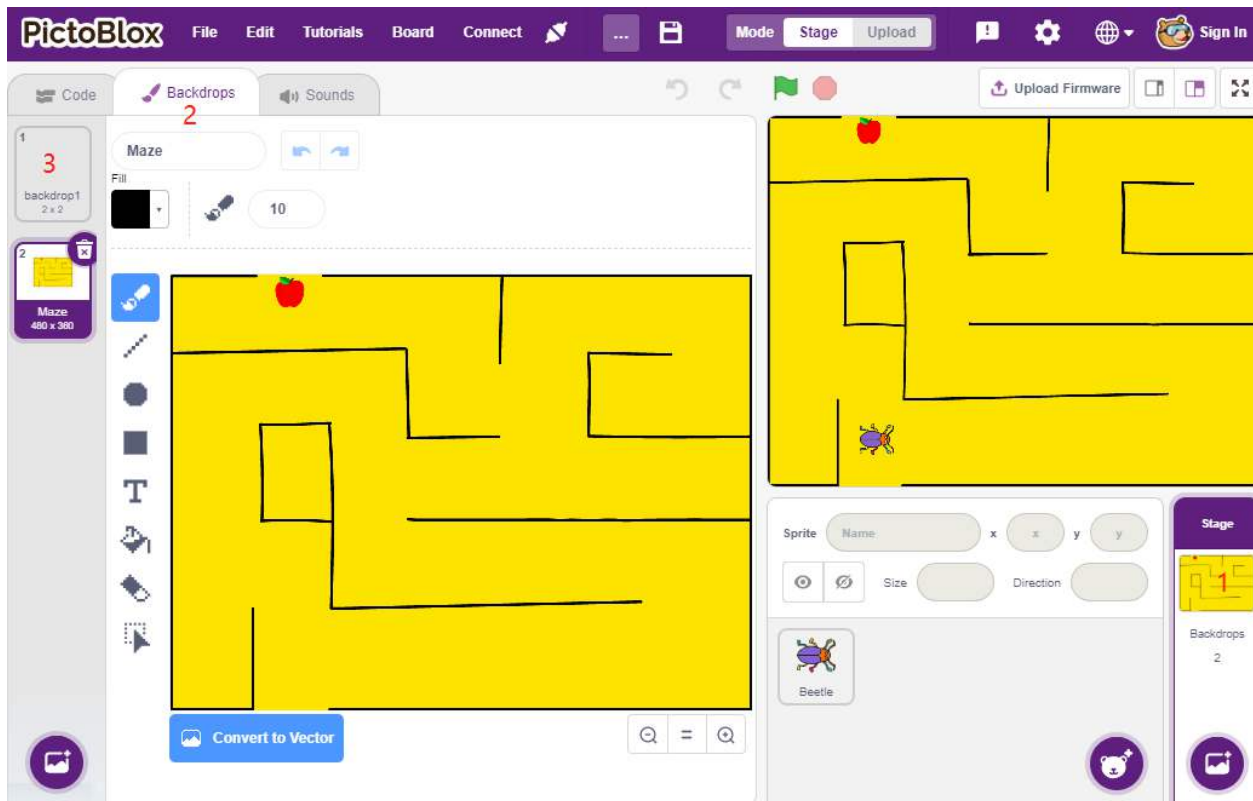 PictoBlox File Edit Tutorials Board Connect ... Mode Stage Upload Sign In
Code Backdrops Sounds Upload Firmware
2
1
3
backdrop1
2 x 2
Maze
Fill
10
2
Maze
480 x 360
T
Convert to Vector
=
Sprite Name x x y y
Size Direction
Beetle
Stage
1
Backdrops
2